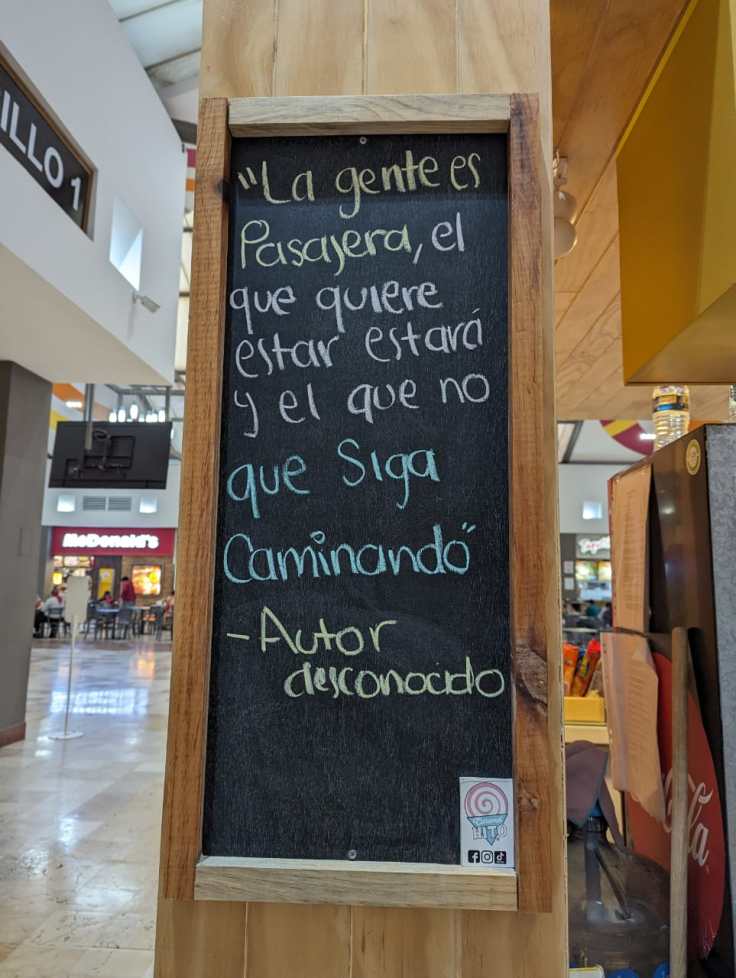 ILLO 1
"La gente es
Pasajera, el
que quiere
estar estará
y el que no
que Siga
Caminando"
- Autor
desconocido
HITO
McDonald's